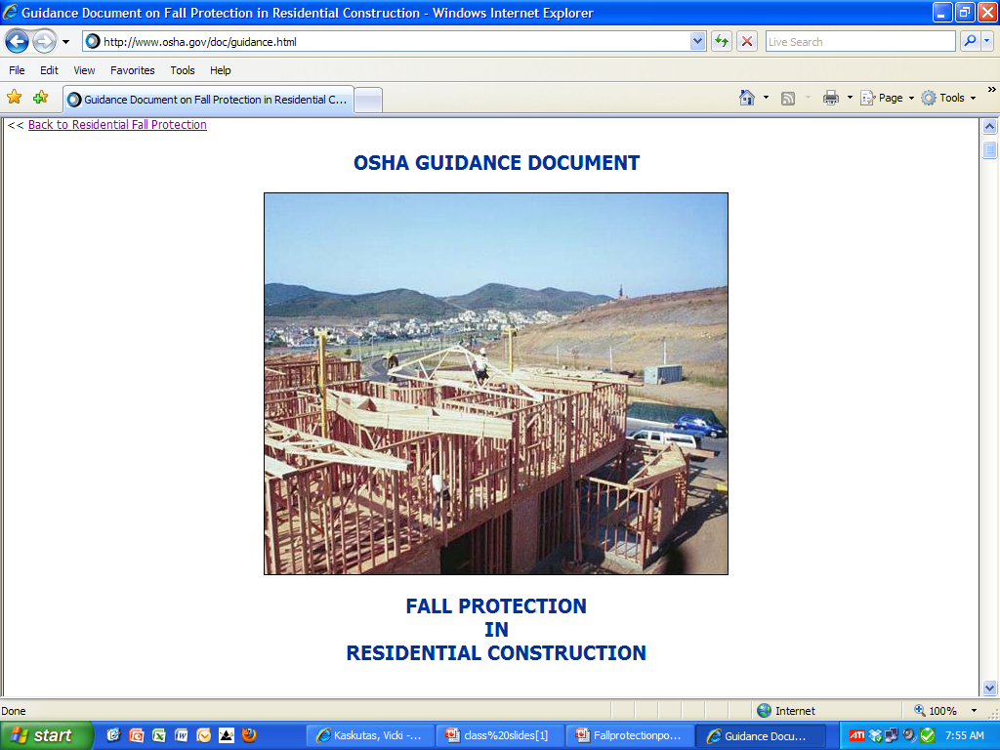 Guidance Document on Fall Protection in Residential Construction - Windows Internet Explorer
http://www.osha.gov/doc/guidance.html
Live Search
File Edit View Favorites Tools Help
Guidance Document on Fall Protection in Residential C...
Page Tools
<< Back to Residential Fall Protection
OSHA GUIDANCE DOCUMENT
FALL PROTECTION
IN
RESIDENTIAL CONSTRUCTION
Done
Internet
100%
start
Kaskutas, Vicki -...
class%20slides[1]
Fallprotectionpo...
Guidance Docu...
ATI
7:55 AM